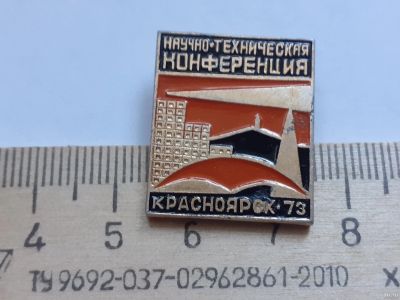 НАУЧНО-ТЕХНИЧЕСКАЯ
КОНФЕРЕНЦИЯ
КРАСНОЯРСК·73
4 5 6 7 8
ТУ 9692-037-02962861-2010